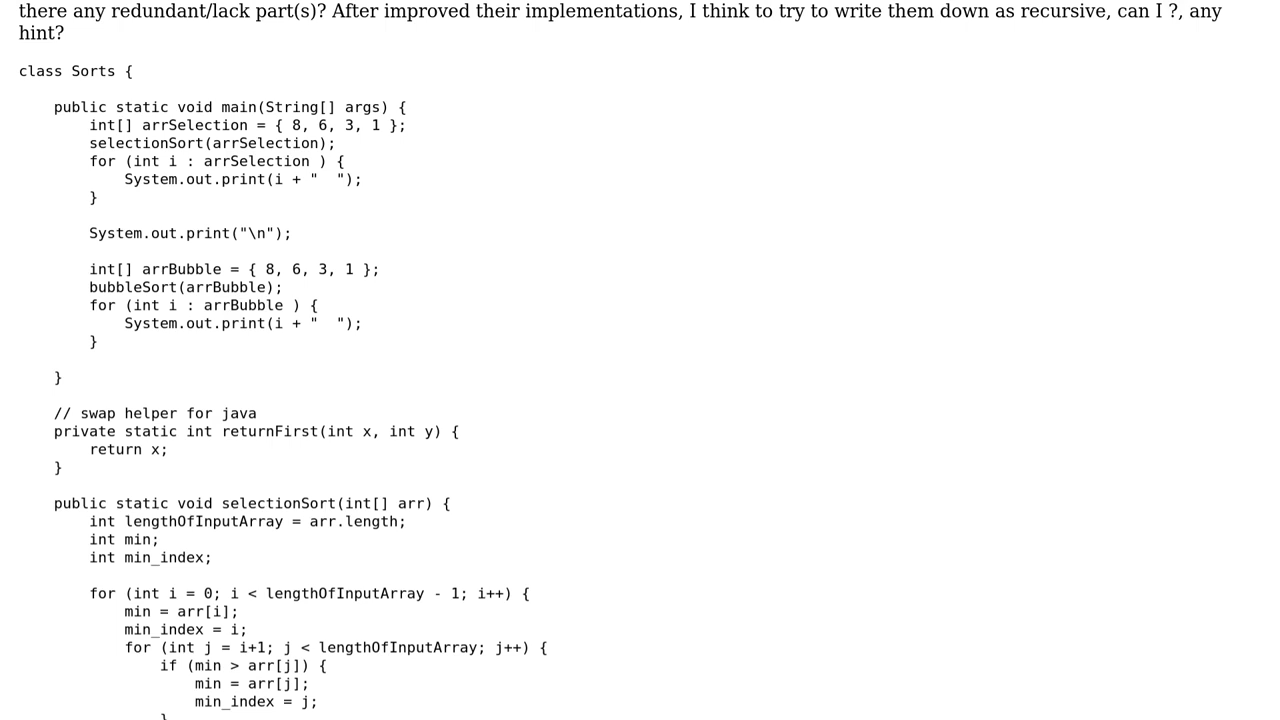 there any redundant/lack part(s)? After improved their implementations, I think to try to write them down as recursive, can I ?, any
hint?
class Sorts {
    public static void main(String[] args) {
        int[] arrSelection = { 8, 6, 3, 1 };
        selectionSort(arrSelection);
        for (int i : arrSelection ) {
            System.out.print(i + "  ");
        }
        System.out.print("\n");
        int[] arrBubble = { 8, 6, 3, 1 };
        bubbleSort(arrBubble);
        for (int i : arrBubble ) {
            System.out.print(i + "  ");
        }
    }
    // swap helper for java
    private static int returnFirst(int x, int y) {
        return x;
    }
    public static void selectionSort(int[] arr) {
        int lengthOfInputArray = arr.length;
        int min;
        int min_index;
        for (int i = 0; i < lengthOfInputArray - 1; i++) {
            min = arr[i];
            min_index = i;
            for (int j = i+1; j < lengthOfInputArray; j++) {
                if (min > arr[j]) {
                    min = arr[j];
                    min_index = j;
                }